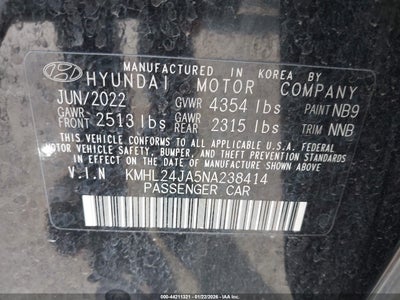 MANUFACTURED IN KOREA BY
HYUNDAI MOTOR COMPANY
JUN/2022 GVWR 4354 lbs PAINT NB9
GAWR FRONT 2513 lbs GAWR REAR 2315 lbs TRIM NNB
THIS VEHICLE CONFORMS TO ALL APPLICABLE U.S.A. FEDERAL
MOTOR VEHICLE SAFETY, BUMPER, AND THEFT PREVENTION
STANDARDS IN EFFECT ON THE DATE OF MANUFACTURE SHOWN ABOVE.
V.I.N KMHL24JA5NA238414
PASSENGER CAR
ID: 000-44211331 - 01/22/2026 - IAA Inc.